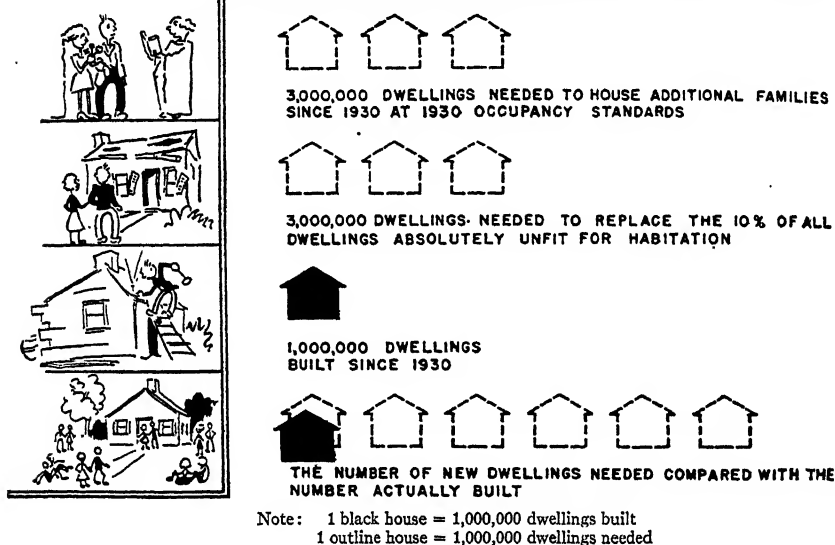 3,000,000 DWELLINGS NEEDED TO HOUSE ADDITIONAL FAMILIES
SINCE 1930 AT 1930 OCCUPANCY STANDARDS
3,000,000 DWELLINGS· NEEDED TO REPLACE THE 10% OF ALL
DWELLINGS ABSOLUTELY UNFIT FOR HABITATION
1,000,000 DWELLINGS
BUILT SINCE 1930
THE NUMBER OF NEW DWELLINGS NEEDED COMPARED WITH THE
NUMBER ACTUALLY BUILT
Note: 1 black house = 1,000,000 dwellings built
1 outline house = 1,000,000 dwellings needed